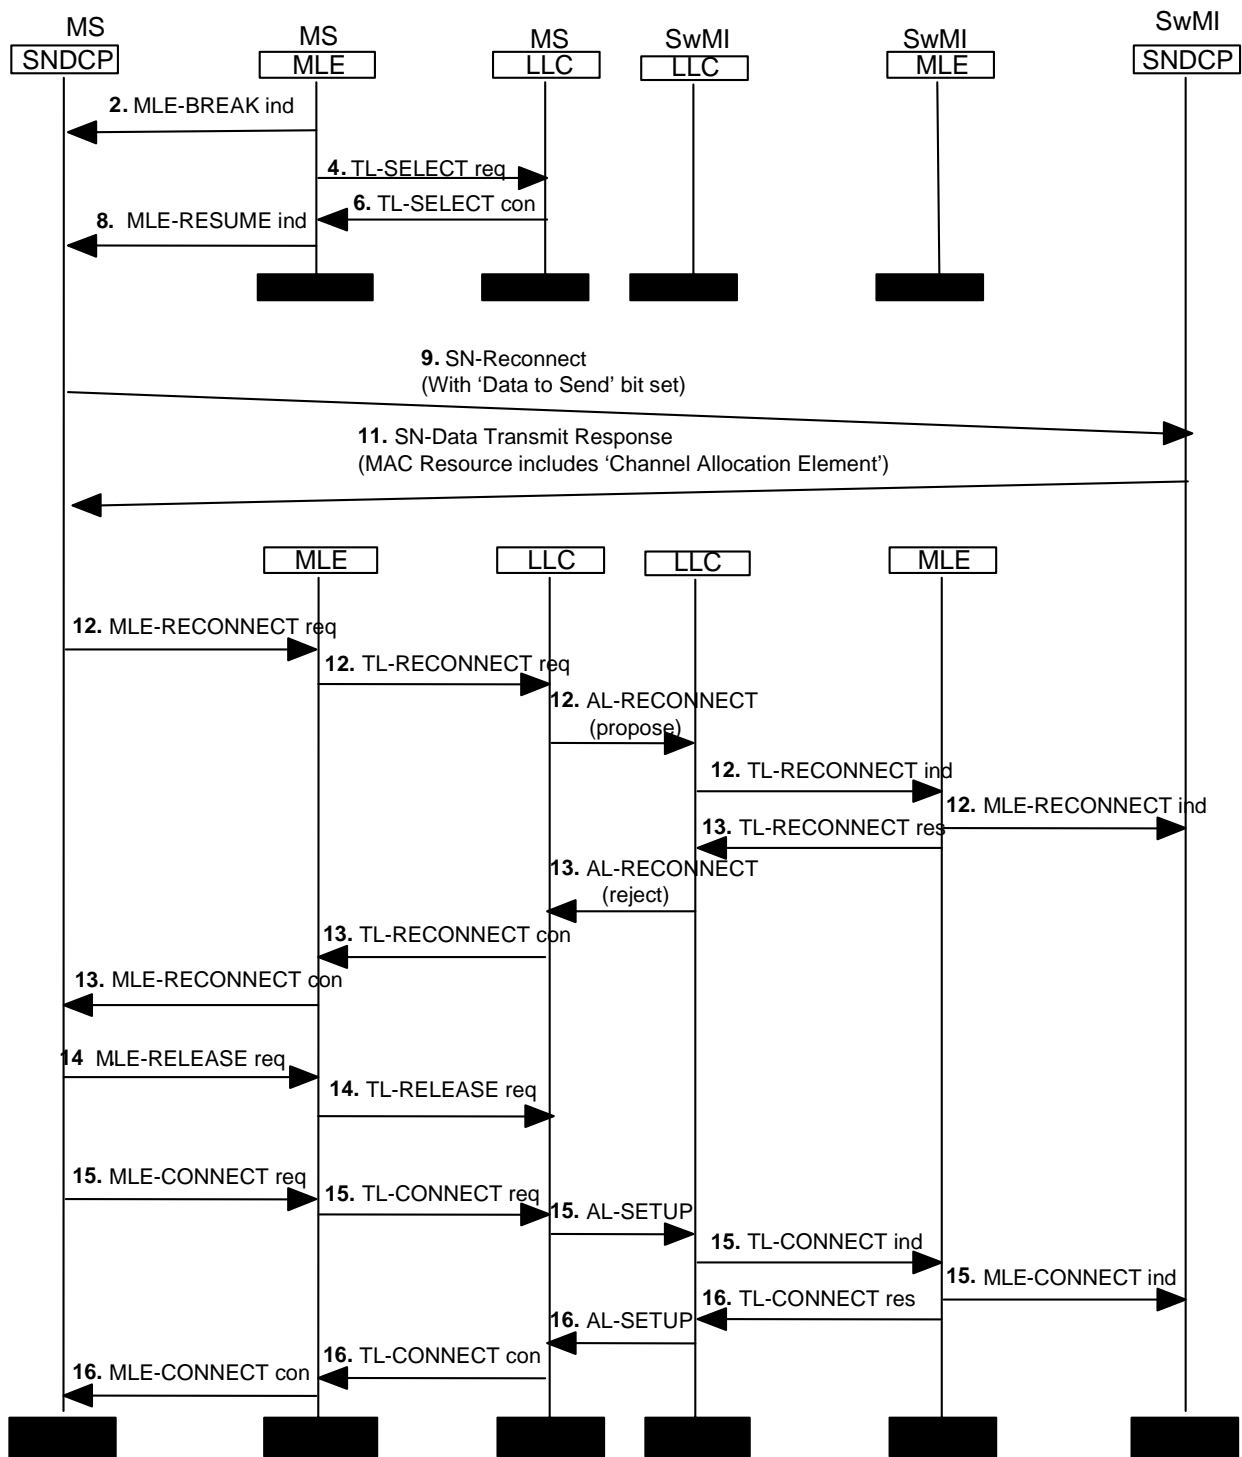 MS
MS
MS
SwMI
SwMI
SwMI
SNDCP
MLE
LLC
LLC
MLE
SNDCP
2. MLE-BREAK ind
4. TL-SELECT req
6. TL-SELECT con
8. MLE-RESUME ind
9. SN-Reconnect
(With ‘Data to Send’ bit set)
11. SN-Data Transmit Response
(MAC Resource includes ‘Channel Allocation Element’)
MLE
LLC
LLC
MLE
12. MLE-RECONNECT req
12. TL-RECONNECT req
12. AL-RECONNECT
(propose)
12. TL-RECONNECT ind
12. MLE-RECONNECT ind
13. TL-RECONNECT res
13. AL-RECONNECT
(reject)
13. TL-RECONNECT con
13. MLE-RECONNECT con
14 MLE-RELEASE req
14. TL-RELEASE req
15. MLE-CONNECT req
15. TL-CONNECT req
15. AL-SETUP
15. TL-CONNECT ind
15. MLE-CONNECT ind
16. TL-CONNECT res
16. AL-SETUP
16. TL-CONNECT con
16. MLE-CONNECT con